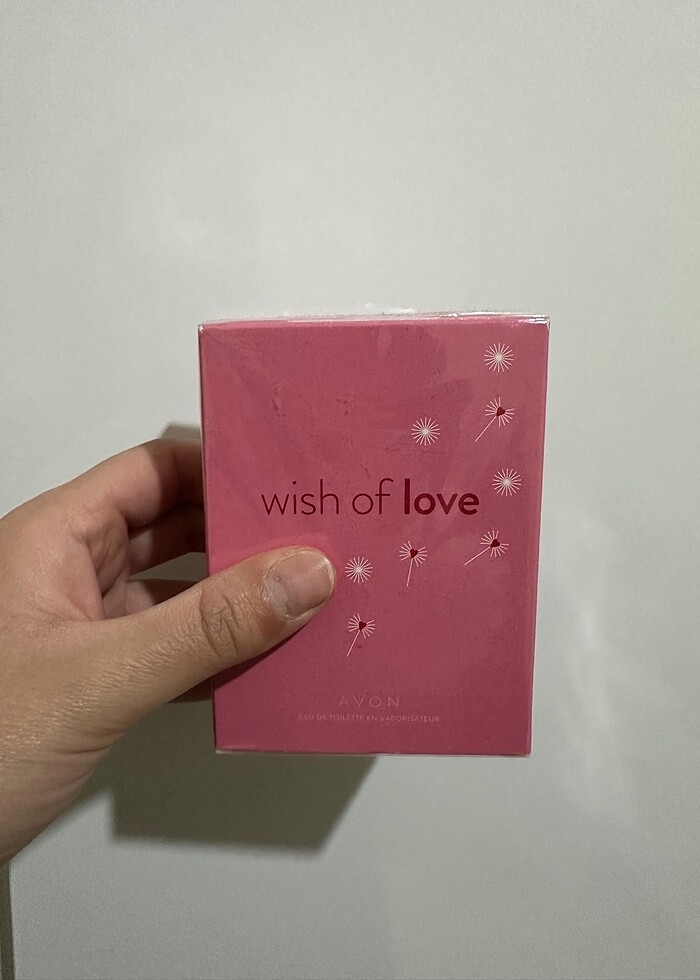 wish of love
AVON
EAU DE TOILETTE EN VAPORISATEUR